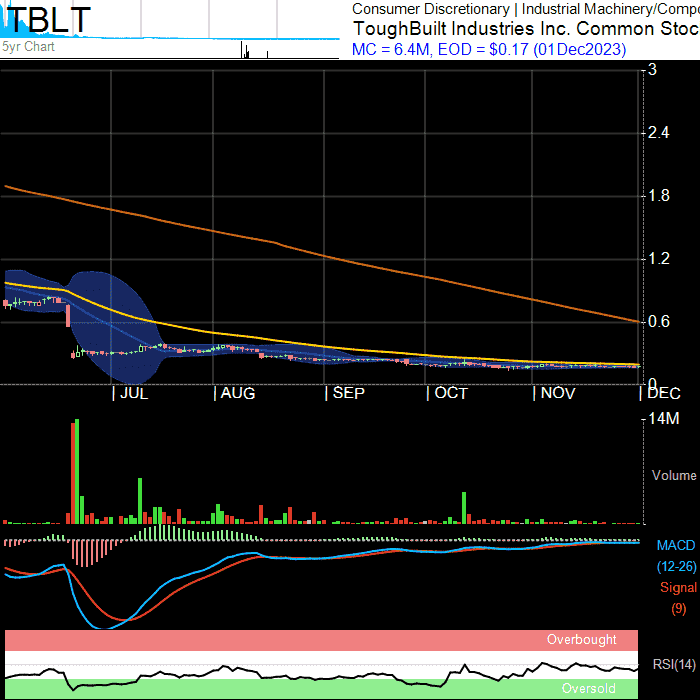 TBLT
5yr Chart
Consumer Discretionary | Industrial Machinery/Compo
ToughBuilt Industries Inc. Common Stoc
MC = 6.4M, EOD = $0.17 (01Dec2023)
3
2.4
1.8
1.2
0.6
0
| JUL | AUG | SEP | OCT | NOV | DEC
14M
Volume
MACD
(12-26)
Signal
(9)
Overbought
RSI(14)
Oversold